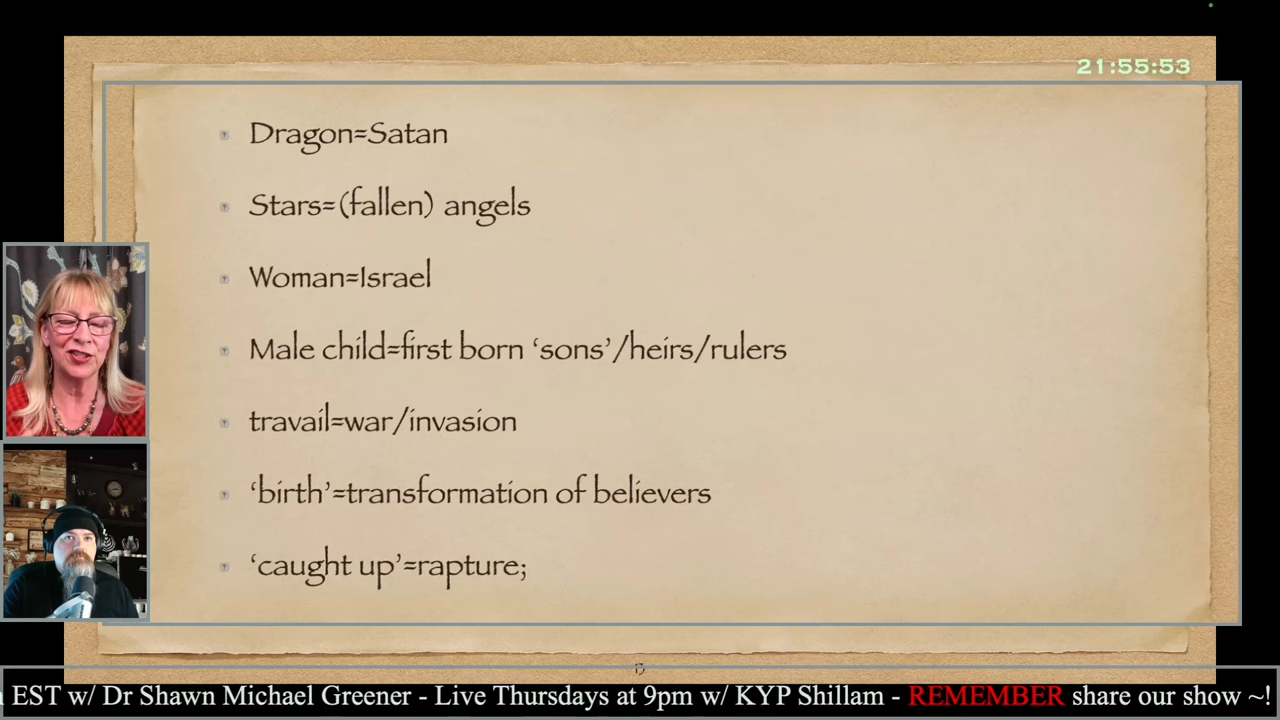 21:55:53
Dragon=Satan
Stars=(fallen) angels
Woman=Israel
Male child=first born ‘sons’/heirs/rulers
travail=war/invasion
‘birth’=transformation of believers
‘caught up’=rapture;
EST w/ Dr Shawn Michael Greener - Live Thursdays at 9pm w/ KYP Shillam - REMEMBER share our show ~!